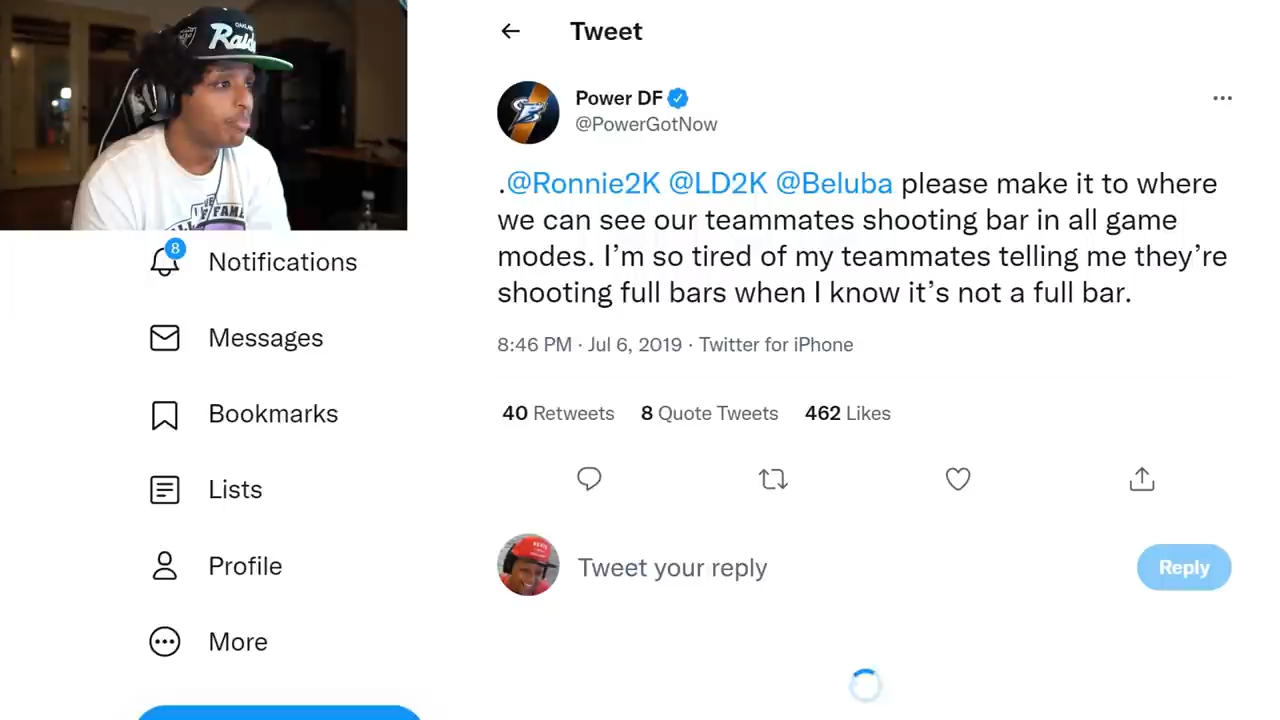 OAKLAND
Raid
FAME
Tweet
Power DF
@PowerGotNow
.@Ronnie2K @LD2K @Beluba please make it to where
we can see our teammates shooting bar in all game
modes. I’m so tired of my teammates telling me they’re
shooting full bars when I know it’s not a full bar.
8:46 PM · Jul 6, 2019 · Twitter for iPhone
40 Retweets 8 Quote Tweets 462 Likes
Tweet your reply
Reply
8
Notifications
Messages
Bookmarks
Lists
Profile
More